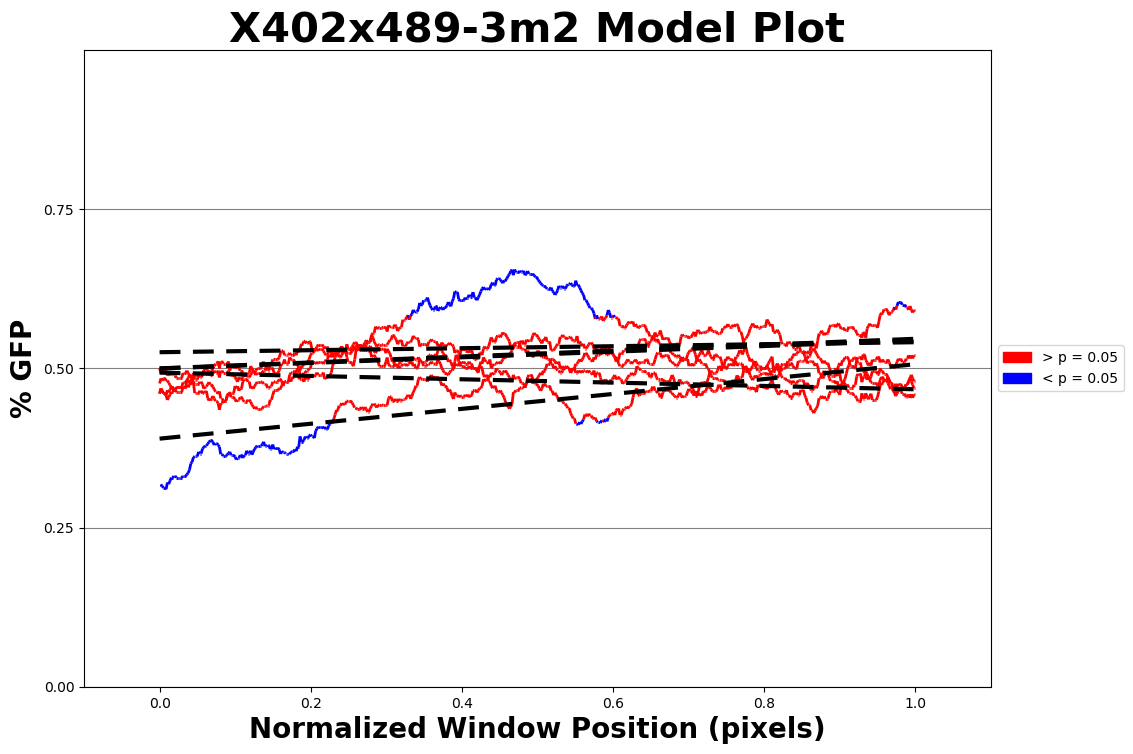 X402x489-3m2 Model Plot
% GFP
0.75
0.50
0.25
0.00
0.0 0.2 0.4 0.6 0.8 1.0
Normalized Window Position (pixels)
> p = 0.05
< p = 0.05